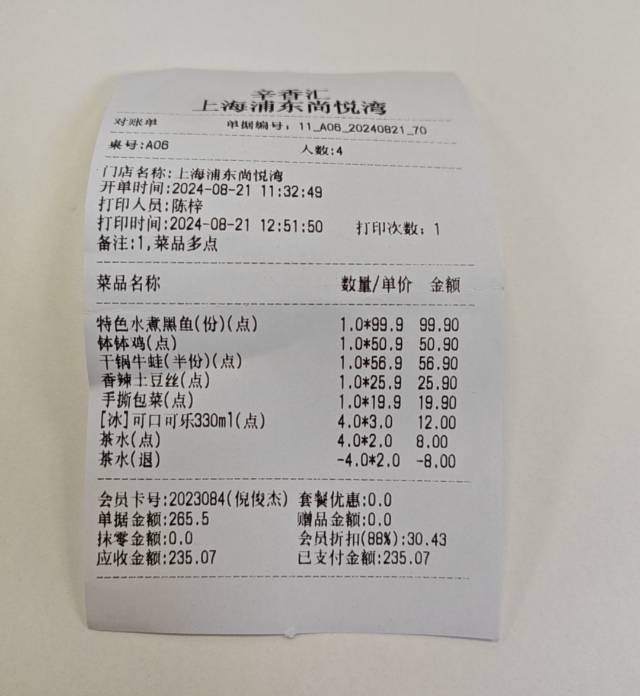 辛香汇
上海浦东尚悦湾
对账单 单据编号: 11_A06_20240821_70
桌号:A06 人数:4
门店名称:上海浦东尚悦湾
开单时间:2024-08-21 11:32:49
打印人员:陈梓
打印时间:2024-08-21 12:51:50 打印次数: 1
备注:1,菜品多点
菜品名称 数量/单价 金额
特色水煮黑鱼(份)(点) 1.0*99.9 99.90
钵钵鸡(点) 1.0*50.9 50.90
干锅牛蛙(半份)(点) 1.0*56.9 56.90
香辣土豆丝(点) 1.0*25.9 25.90
手撕包菜(点) 1.0*19.9 19.90
[冰]可口可乐330ml(点) 4.0*3.0 12.00
茶水(点) 4.0*2.0 8.00
茶水(退) -4.0*2.0 -8.00
会员卡号:2023084(倪俊杰) 套餐优惠:0.0
单据金额:265.5 赠品金额:0.0
抹零金额:0.0 会员折扣(88%):30.43
应收金额:235.07 已支付金额:235.07